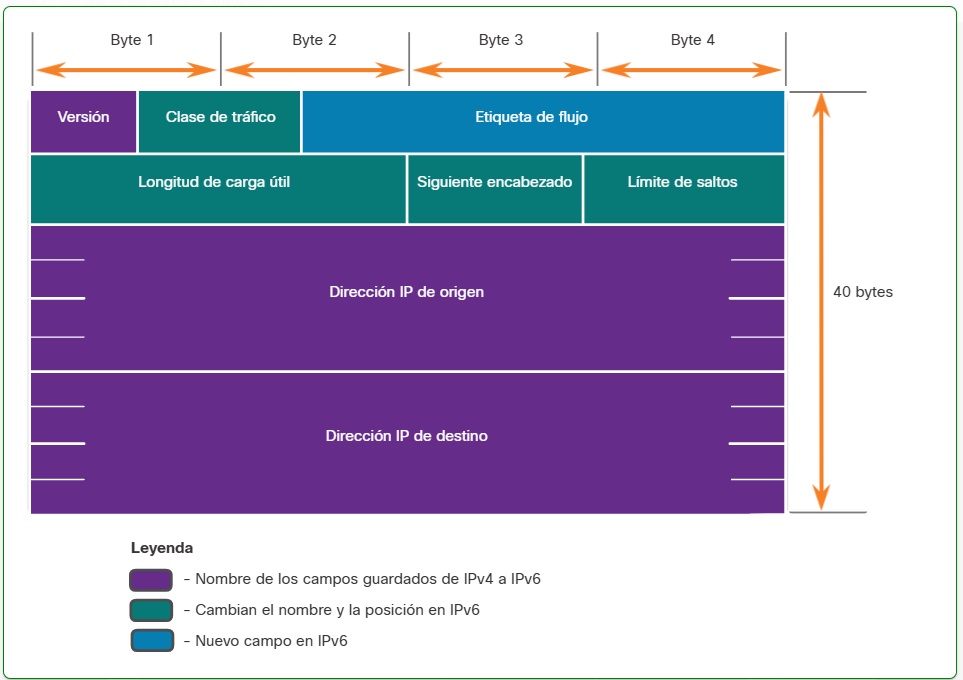 Byte 1 Byte 2 Byte 3 Byte 4
Versión Clase de tráfico Etiqueta de flujo
Longitud de carga útil Siguiente encabezado Límite de saltos
Dirección IP de origen
40 bytes
Dirección IP de destino
Leyenda
- Nombre de los campos guardados de IPv4 a IPv6
- Cambian el nombre y la posición en IPv6
- Nuevo campo en IPv6